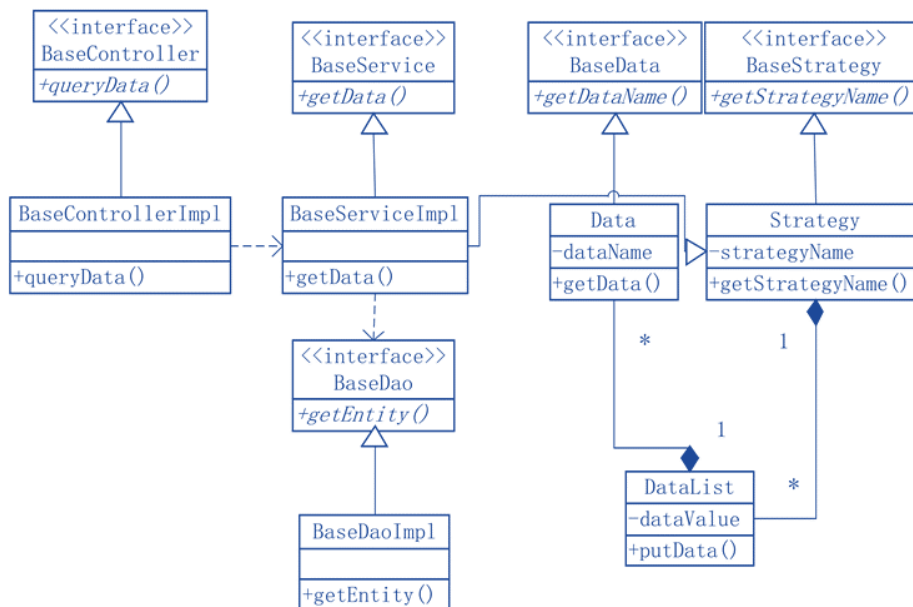 <<interface>>
BaseController
+queryData()
<<interface>>
BaseService
+getData()
<<interface>>
BaseData
+getDataName()
<<interface>>
BaseStrategy
+getStrategyName()
BaseControllerImpl
+queryData()
BaseServiceImpl
+getData()
Data
-dataName
+getData()
Strategy
-strategyName
+getStrategyName()
*
1
<<interface>>
BaseDao
+getEntity()
1
*
DataList
-dataValue
+putData()
BaseDaoImpl
+getEntity()